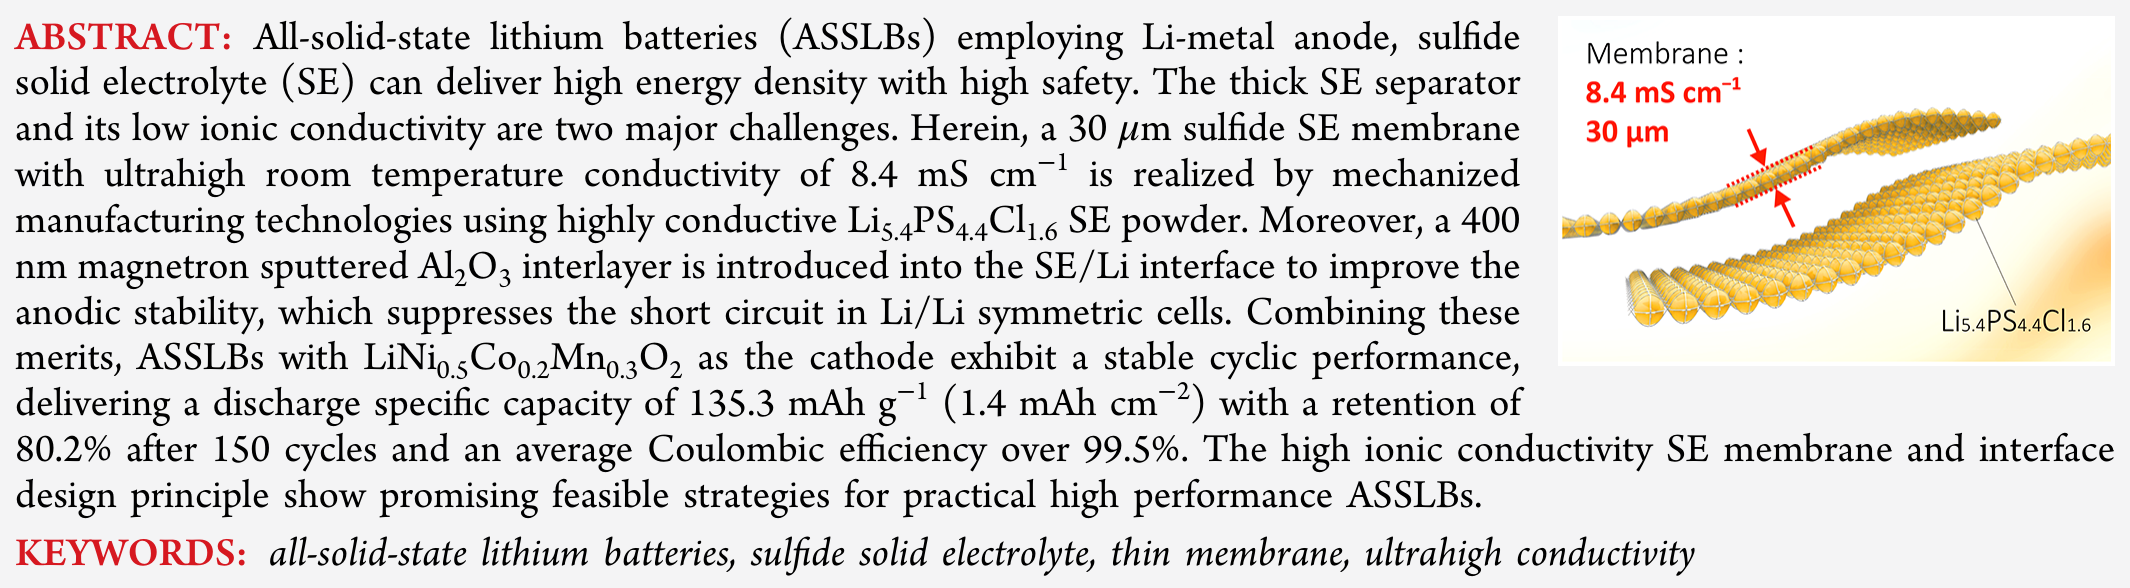 ABSTRACT: All-solid-state lithium batteries (ASSLBs) employing Li-metal anode, sulfide
solid electrolyte (SE) can deliver high energy density with high safety. The thick SE separator
and its low ionic conductivity are two major challenges. Herein, a 30 μm sulfide SE membrane
with ultrahigh room temperature conductivity of 8.4 mS cm⁻¹ is realized by mechanized
manufacturing technologies using highly conductive Li₅.₄PS₄.₄Cl₁.₆ SE powder. Moreover, a 400
nm magnetron sputtered Al₂O₃ interlayer is introduced into the SE/Li interface to improve the
anodic stability, which suppresses the short circuit in Li/Li symmetric cells. Combining these
merits, ASSLBs with LiNi₀.₅Co₀.₂Mn₀.₃O₂ as the cathode exhibit a stable cyclic performance,
delivering a discharge specific capacity of 135.3 mAh g⁻¹ (1.4 mAh cm⁻²) with a retention of
80.2% after 150 cycles and an average Coulombic efficiency over 99.5%. The high ionic conductivity SE membrane and interface
design principle show promising feasible strategies for practical high performance ASSLBs.
KEYWORDS: all-solid-state lithium batteries, sulfide solid electrolyte, thin membrane, ultrahigh conductivity
Membrane :
8.4 mS cm⁻¹
30 μm
Li₅.₄PS₄.₄Cl₁.₆